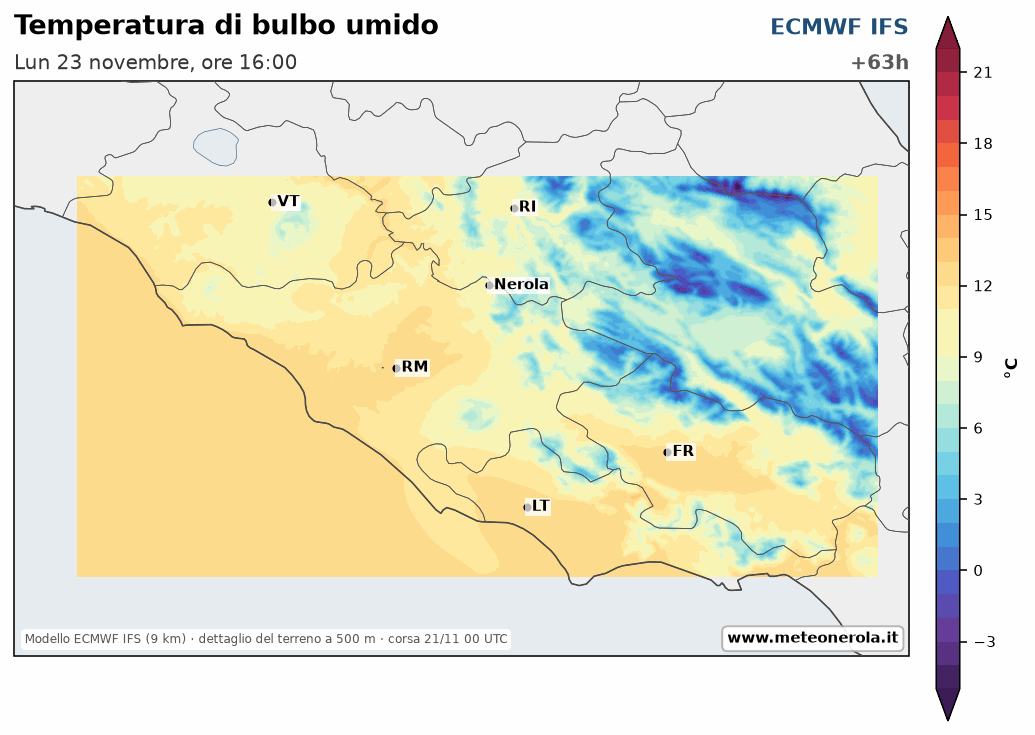 Temperatura di bulbo umido
ECMWF IFS
Lun 23 novembre, ore 16:00
+63h
21
18
15
12
9
6
3
0
−3
°C
VT
RI
Nerola
RM
FR
LT
Modello ECMWF IFS (9 km) · dettaglio del terreno a 500 m · corsa 21/11 00 UTC
www.meteonerola.it